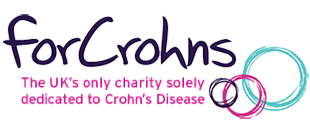 forCrohns
The UK's only charity solely
dedicated to Crohn's Disease